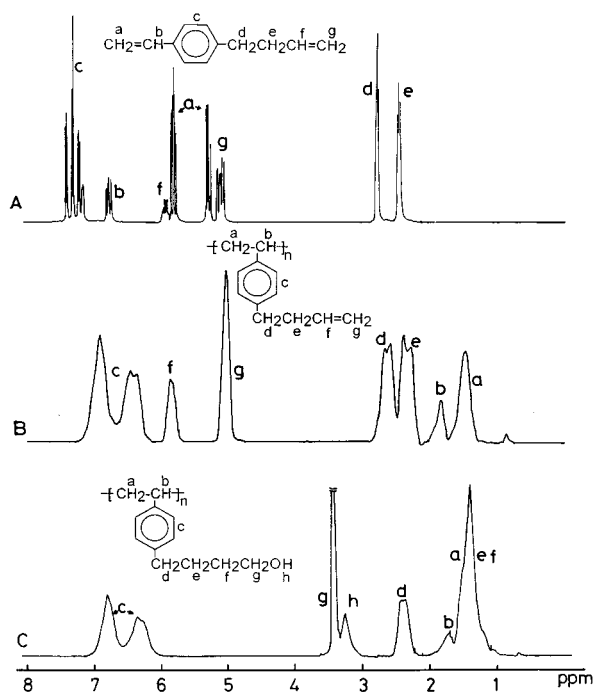 a b c d e f g
CH2=CH CH2CH2CH=CH2
c
a
d
e
g
b
f
A
a b
-[-CH2-CH-]-n
c
CH2CH2CH=CH2
d e f g
c
f
g
d
e
b
a
B
a b
-[-CH2-CH-]-n
c
CH2CH2CH2CH2OH
d e f g h
c
g
h
d
b
a
e f
C
8 7 6 5 4 3 2 1 ppm